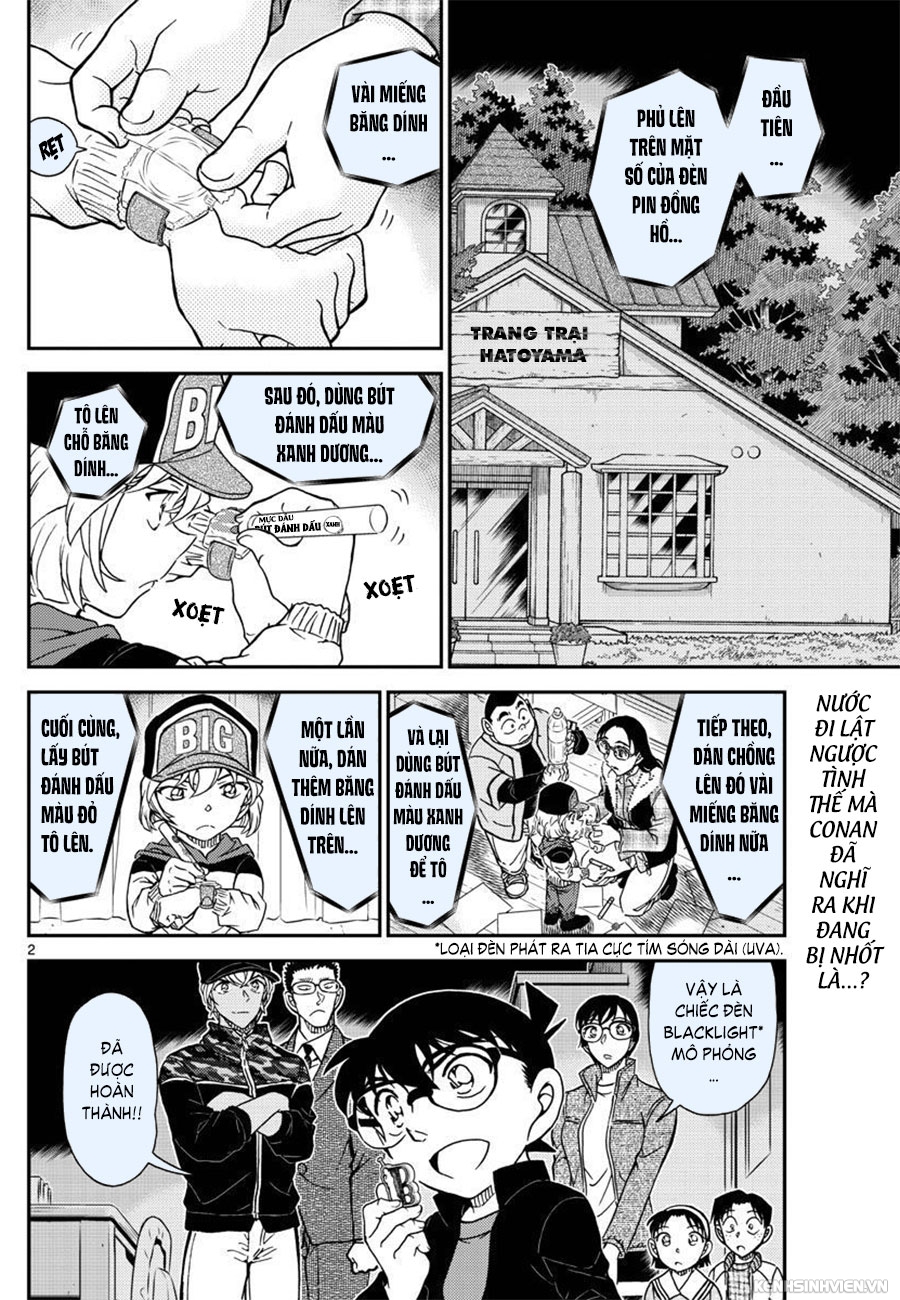 ĐẦU
TIÊN
...
PHỦ LÊN
TRÊN MẶT
SỐ CỦA ĐÈN
PIN ĐỒNG
HỒ...
TRANG TRẠI
HATOYAMA
VÀI MIẾNG
BĂNG DÍNH
...
RẸT
SAU ĐÓ, DÙNG BÚT
ĐÁNH DẤU MÀU
XANH DƯƠNG...
TÔ LÊN
CHỖ BĂNG
DÍNH...
BI
MỰC DẦU
BÚT ĐÁNH DẤU
XANH
XOẸT
XOẸT
NƯỚC
ĐI LẬT
NGƯỢC
TÌNH
THẾ MÀ
CONAN
ĐÃ
NGHĨ
RA KHI
ĐANG
BỊ NHỐT
LÀ...?
TIẾP THEO,
DÁN CHỒNG
LÊN ĐÓ VÀI
MIẾNG BĂNG
DÍNH NỮA
...
VÀ LẠI
DÙNG BÚT
ĐÁNH DẤU
MÀU XANH
DƯƠNG
ĐỂ TÔ
...
MỘT LẦN
NỮA, DÁN
THÊM BĂNG
DÍNH LÊN
TRÊN...
CUỐI CÙNG,
LẤY BÚT
ĐÁNH DẤU
MÀU ĐỎ
TÔ LÊN.
BIG
2
*LOẠI ĐÈN PHÁT RA TIA CỰC TÍM SÓNG DÀI (UVA).
VẬY LÀ
CHIẾC ĐÈN
BLACKLIGHT*
MÔ PHỎNG
...
ĐÃ
ĐƯỢC
HOÀN
THÀNH!!
KENHSINHVIEN.VN